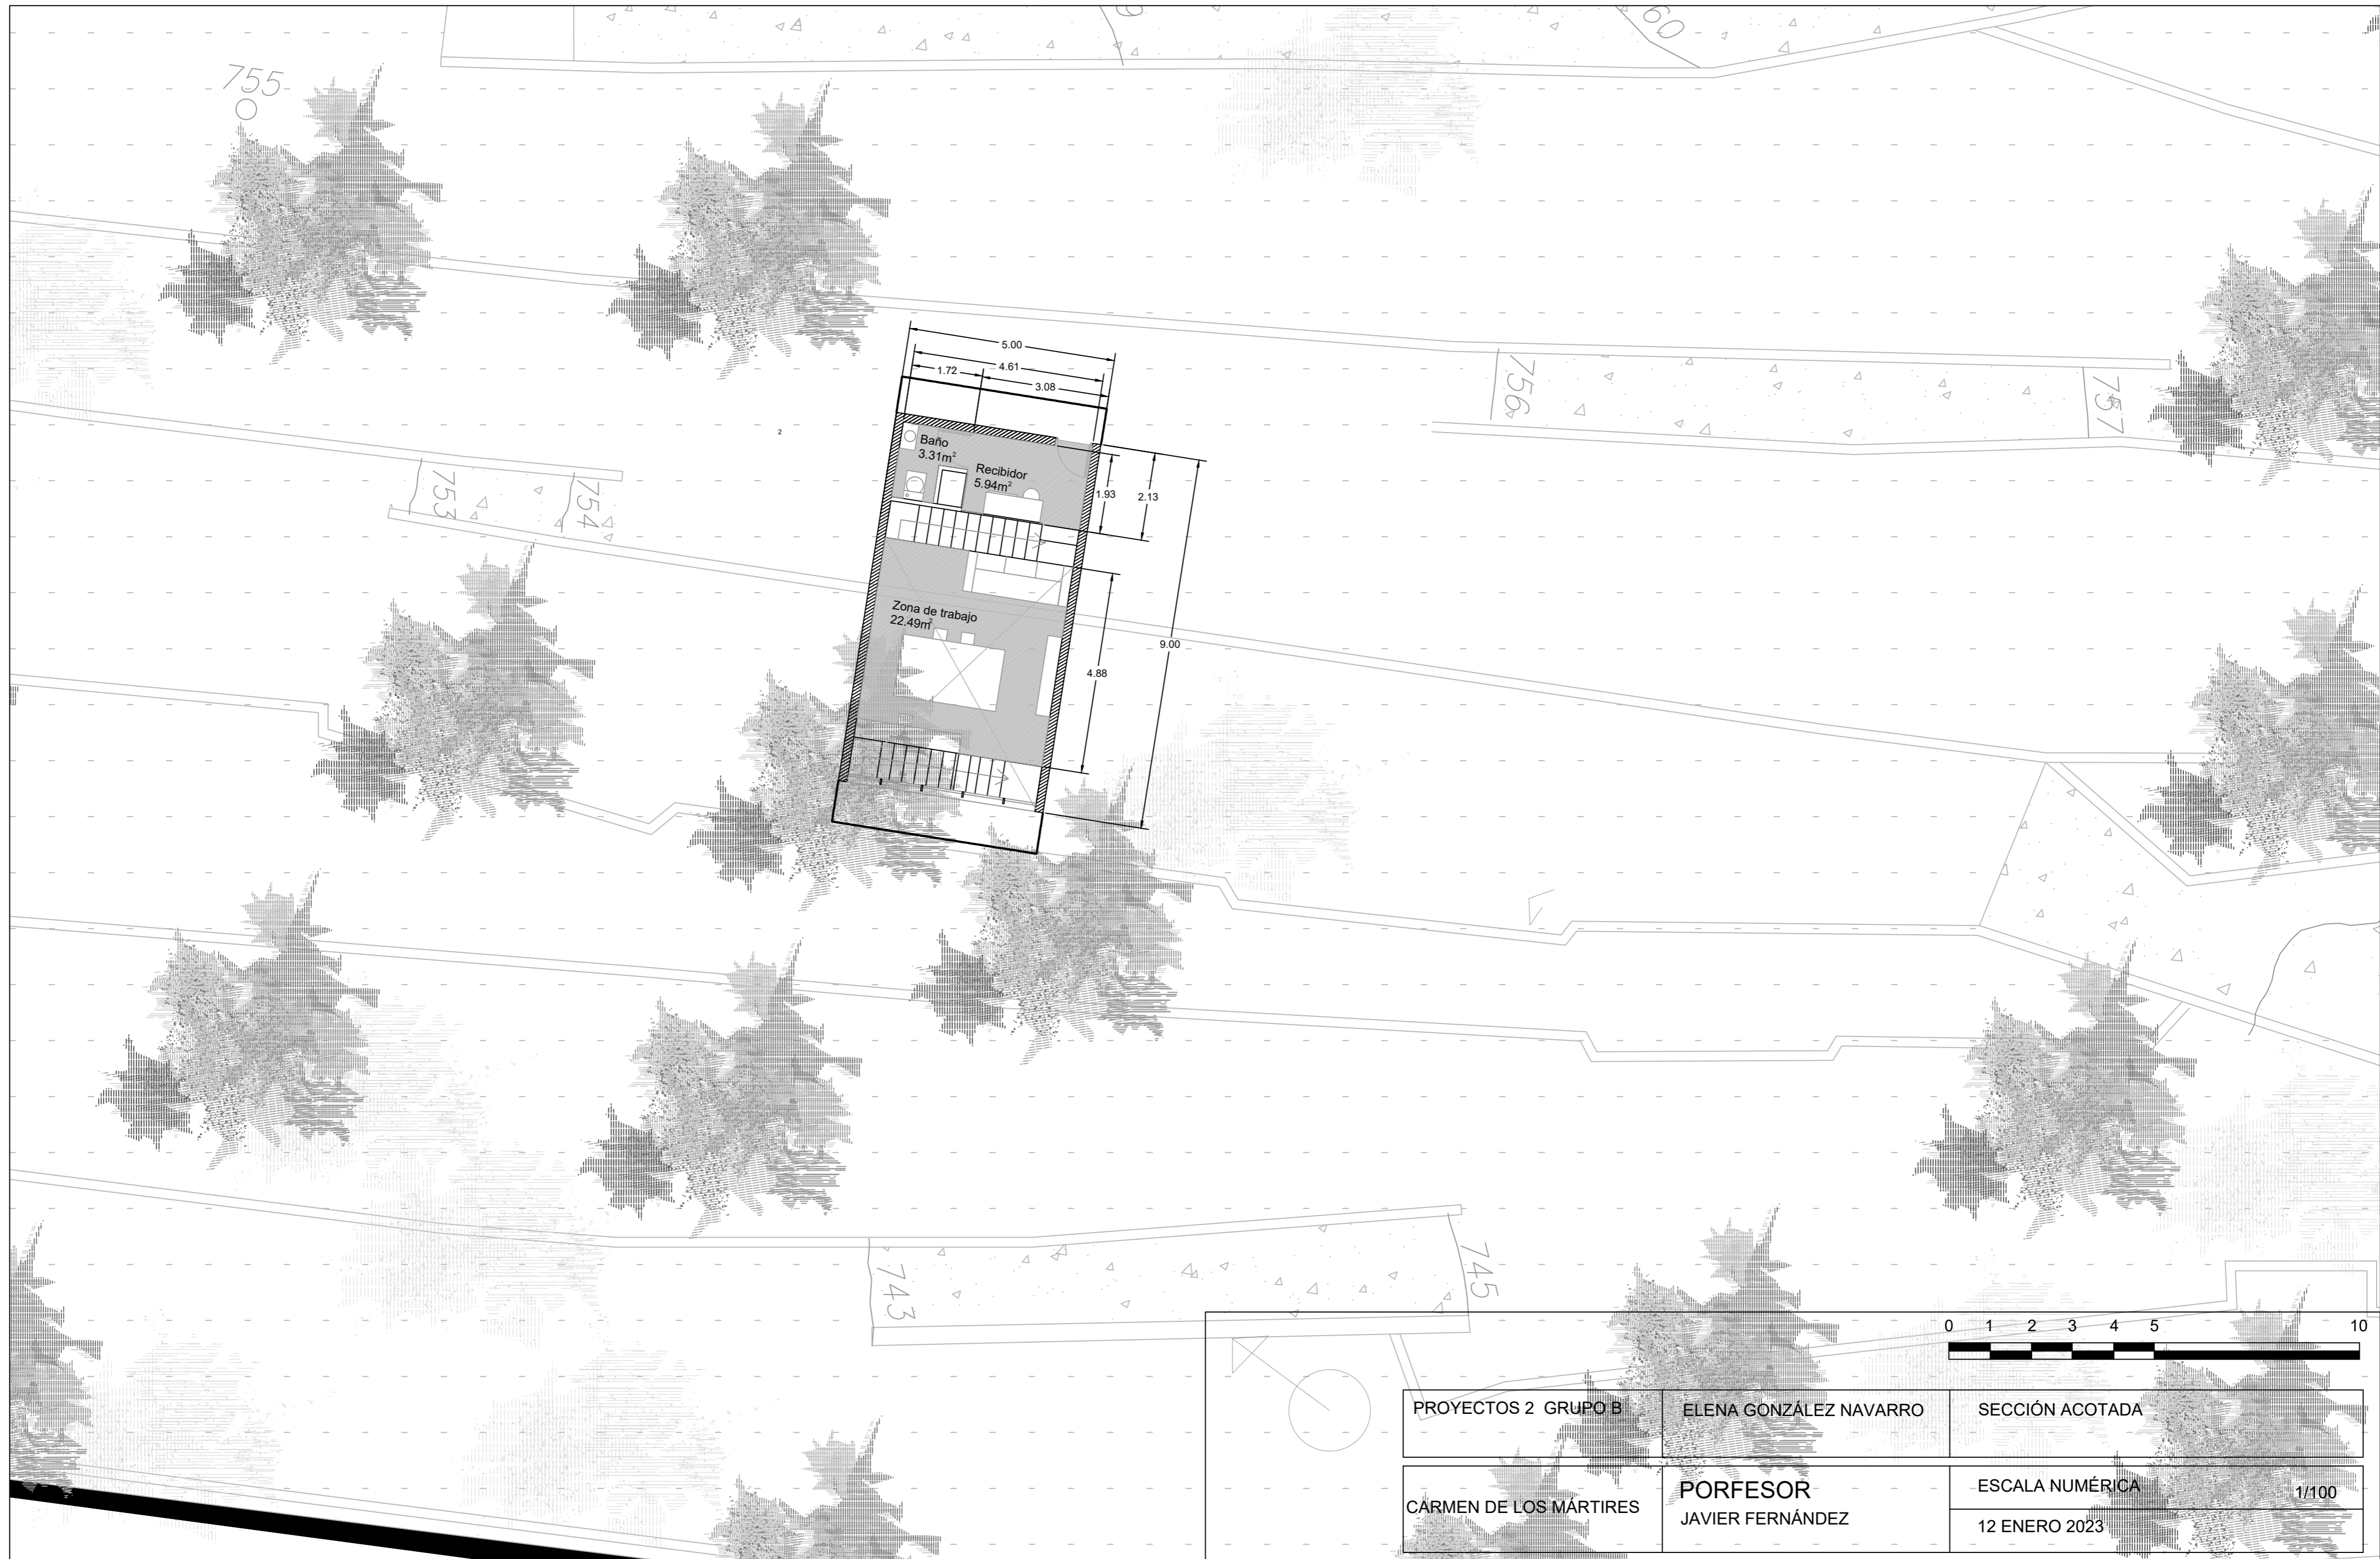 755
60
5.00
4.61
1.72
3.08
756
757
2
Baño
3.31m²
Recibidor
5.94m²
1.93
2.13
753
754
Zona de trabajo
22.49m²
9.00
4.88
743
745
0 1 2 3 4 5 10
PROYECTOS 2 GRUPO B
ELENA GONZÁLEZ NAVARRO
SECCIÓN ACOTADA
CARMEN DE LOS MÁRTIRES
PORFESOR
JAVIER FERNÁNDEZ
ESCALA NUMÉRICA
1/100
12 ENERO 2023